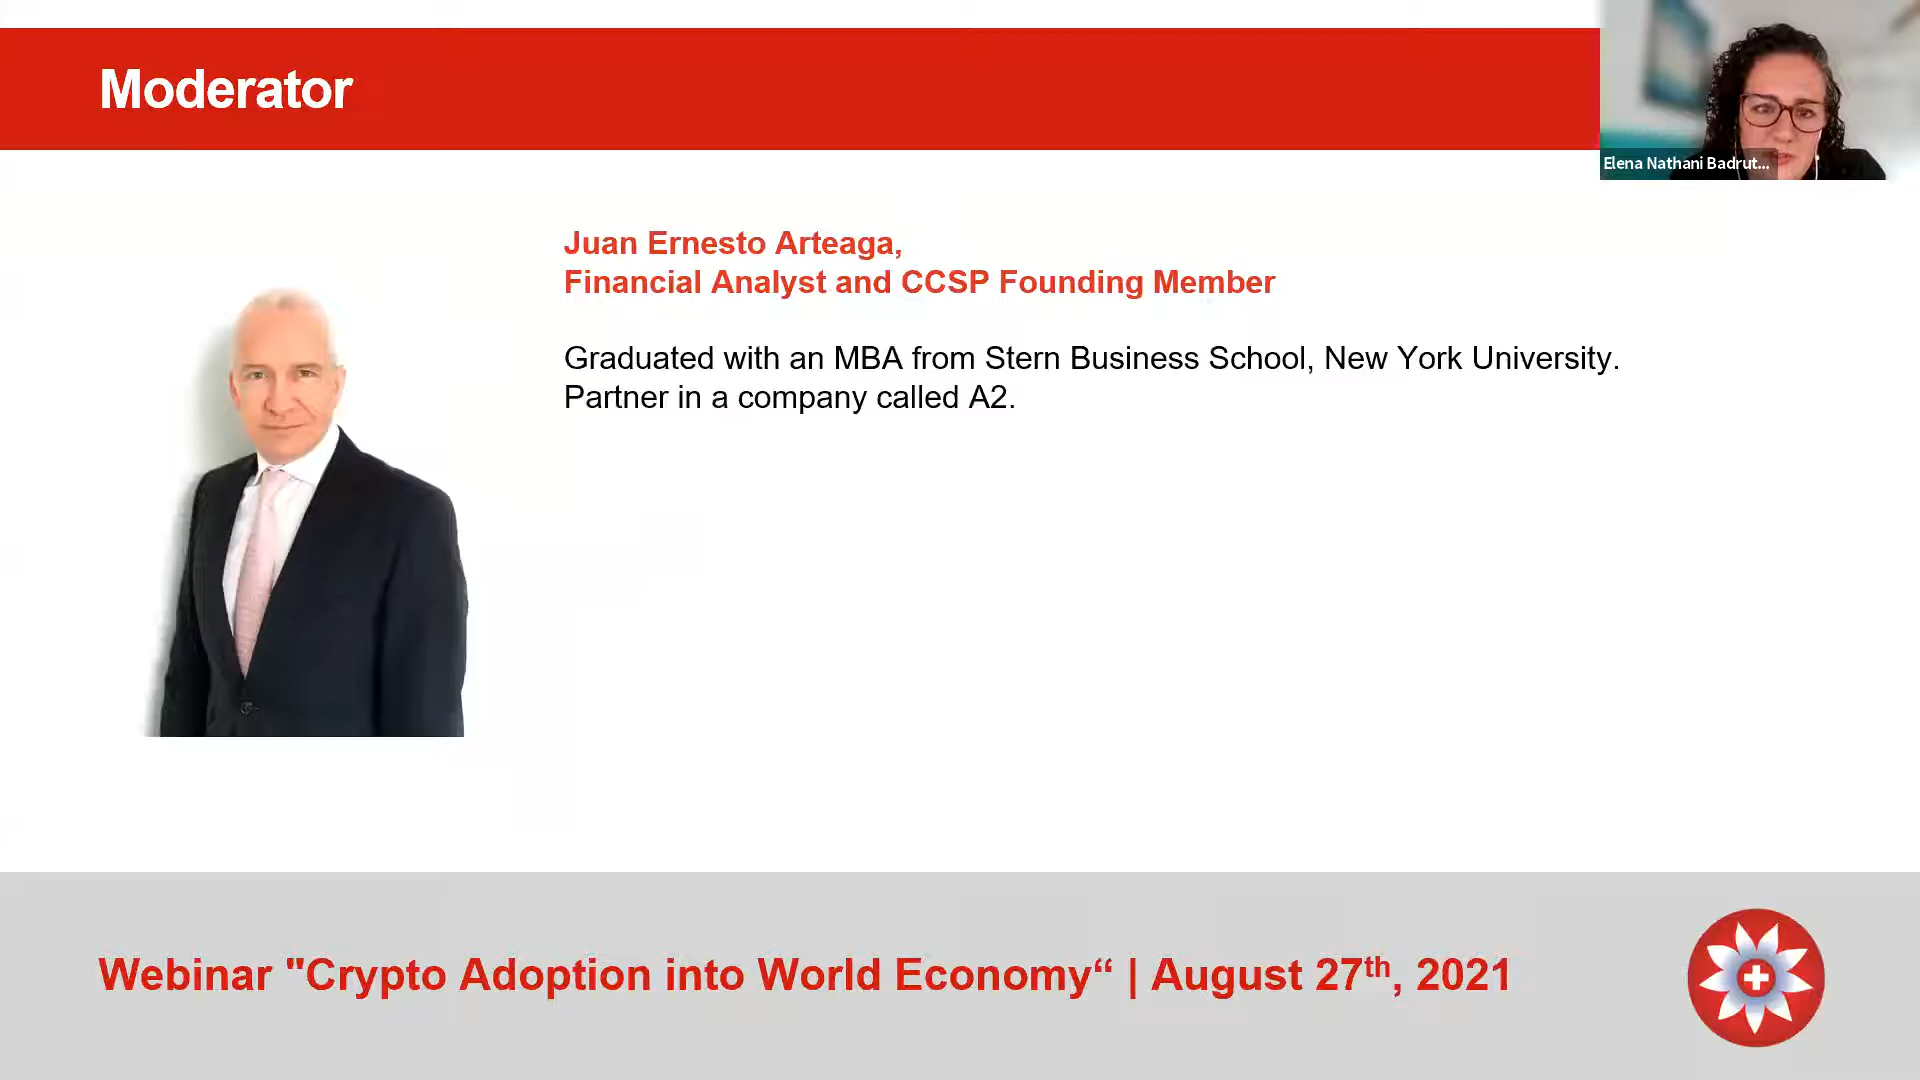 Moderator
Elena Nathani Badrut...
Juan Ernesto Arteaga,
Financial Analyst and CCSP Founding Member
Graduated with an MBA from Stern Business School, New York University.
Partner in a company called A2.
Webinar "Crypto Adoption into World Economy“ | August 27th, 2021